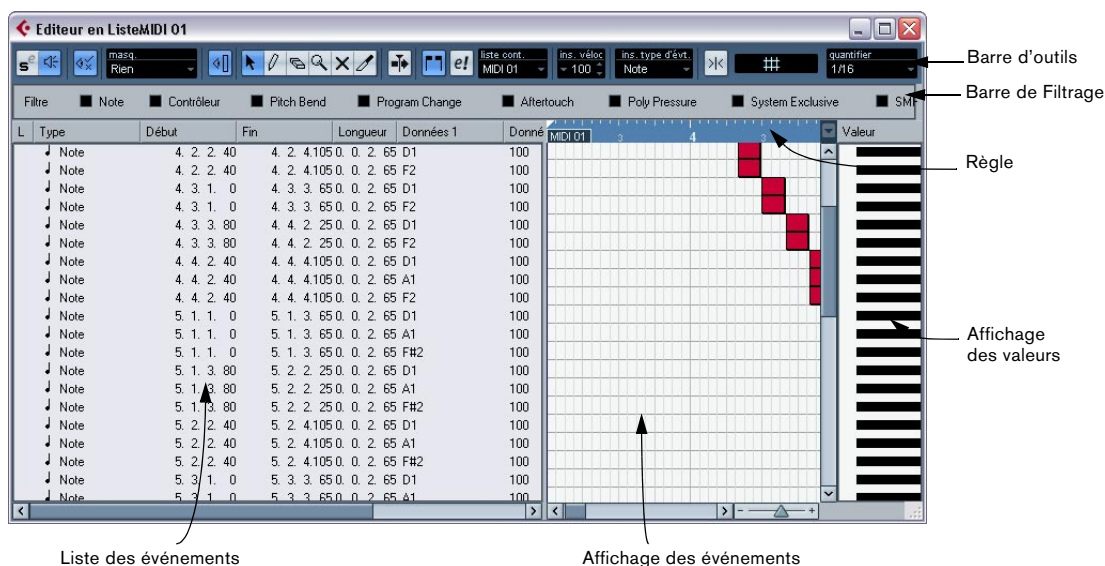 Editeur en ListeMIDI 01
masq. liste cont. ins. véloc ins. type d'évt. quantifier
Rien e! MIDI 01 100 Note 1/16
Barre d'outils
Filtre Note Contrôleur Pitch Bend Program Change Aftertouch Poly Pressure System Exclusive SMF
Barre de Filtrage
L Type Début Fin Longueur Données 1 Donné MIDI 01 3 4 3 Valeur
Règle
Note 4. 2. 2. 40 4. 2. 4.105 0. 0. 2. 65 D1 100
Note 4. 2. 2. 40 4. 2. 4.105 0. 0. 2. 65 F2 100
Note 4. 3. 1. 0 4. 3. 3. 65 0. 0. 2. 65 D1 100
Note 4. 3. 1. 0 4. 3. 3. 65 0. 0. 2. 65 F2 100
Note 4. 3. 3. 80 4. 4. 2. 25 0. 0. 2. 65 D1 100
Note 4. 3. 3. 80 4. 4. 2. 25 0. 0. 2. 65 F2 100
Note 4. 4. 2. 40 4. 4. 4.105 0. 0. 2. 65 D1 100
Note 4. 4. 2. 40 4. 4. 4.105 0. 0. 2. 65 A1 100
Note 4. 4. 2. 40 4. 4. 4.105 0. 0. 2. 65 F2 100
Note 5. 1. 1. 0 5. 1. 3. 65 0. 0. 2. 65 D1 100
Note 5. 1. 1. 0 5. 1. 3. 65 0. 0. 2. 65 A1 100
Note 5. 1. 1. 0 5. 1. 3. 65 0. 0. 2. 65 F#2 100
Note 5. 1. 3. 80 5. 2. 2. 25 0. 0. 2. 65 D1 100
Note 5. 1. 3. 80 5. 2. 2. 25 0. 0. 2. 65 A1 100
Note 5. 1. 3. 80 5. 2. 2. 25 0. 0. 2. 65 F#2 100
Note 5. 2. 2. 40 5. 2. 4.105 0. 0. 2. 65 D1 100
Note 5. 2. 2. 40 5. 2. 4.105 0. 0. 2. 65 A1 100
Note 5. 2. 2. 40 5. 2. 4.105 0. 0. 2. 65 F#2 100
Note 5. 3. 1. 0 5. 3. 3. 65 0. 0. 2. 65 D1 100
Note 5. 3. 1. 0 5. 3. 3. 65 0. 0. 2. 65 A1 100
Affichage
des valeurs
Liste des événements
Affichage des événements